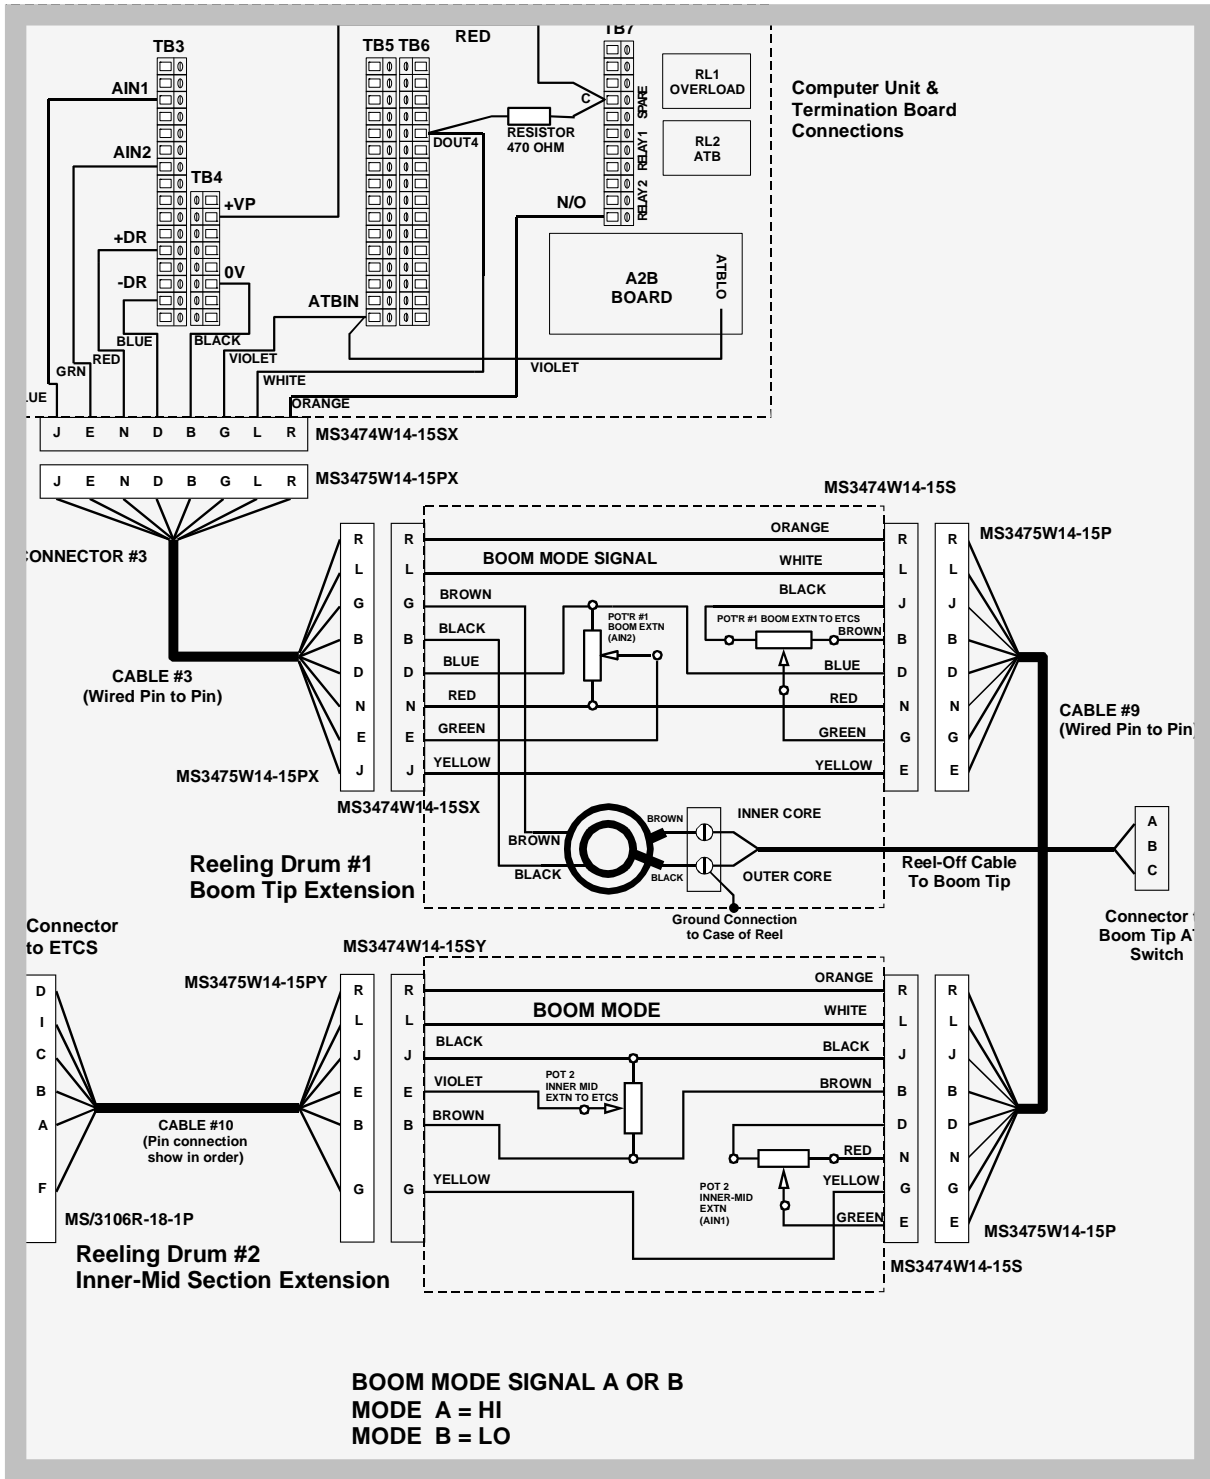 RED
TB7
TB3
TB5 TB6
AIN1
C
SPARE
RL1
OVERLOAD
Computer Unit &
Termination Board
Connections
RESISTOR
470 OHM
DOUT4
RELAY 1
RL2
ATB
AIN2
TB4
+VP
N/O
RELAY 2
+DR
0V
-DR
ATBIN
A2B
BOARD
ATBLO
BLUE
BLACK
RED
VIOLET
VIOLET
GRN
WHITE
LUE
ORANGE
J E N D B G L R
MS3474W14-15SX
J E N D B G L R
MS3475W14-15PX
MS3474W14-15S
CONNECTOR #3
R
L
G
B
D
N
E
J
R
L
G
B
D
N
E
J
ORANGE
BOOM MODE SIGNAL
WHITE
BLACK
BROWN
POT'R #1
BOOM EXTN
(AIN2)
POT'R #1 BOOM EXTN TO ETCS
BROWN
BLACK
BLUE
BLUE
RED
RED
GREEN
GREEN
YELLOW
YELLOW
R
L
J
B
D
N
G
E
R
L
J
B
D
N
G
E
MS3475W14-15P
CABLE #3
(Wired Pin to Pin)
CABLE #9
(Wired Pin to Pin)
MS3475W14-15PX
MS3474W14-15SX
BROWN
BROWN
INNER CORE
BLACK
BLACK
OUTER CORE
Reel-Off Cable
To Boom Tip
A
B
C
Reeling Drum #1
Boom Tip Extension
Ground Connection
to Case of Reel
Connector
Boom Tip AT
Switch
Connector
to ETCS
MS3474W14-15SY
MS3475W14-15PY
D
I
C
B
A
F
R
L
J
E
B
G
R
L
J
E
B
G
ORANGE
BOOM MODE
WHITE
BLACK
BLACK
POT 2
INNER MID
EXTN TO ETCS
VIOLET
BROWN
BROWN
RED
YELLOW
YELLOW
POT 2
INNER-MID
EXTN
(AIN1)
GREEN
R
L
J
B
D
N
G
E
R
L
J
B
D
N
G
E
CABLE #10
(Pin connection
show in order)
MS/3106R-18-1P
MS3475W14-15P
MS3474W14-15S
Reeling Drum #2
Inner-Mid Section Extension
BOOM MODE SIGNAL A OR B
MODE A = HI
MODE B = LO